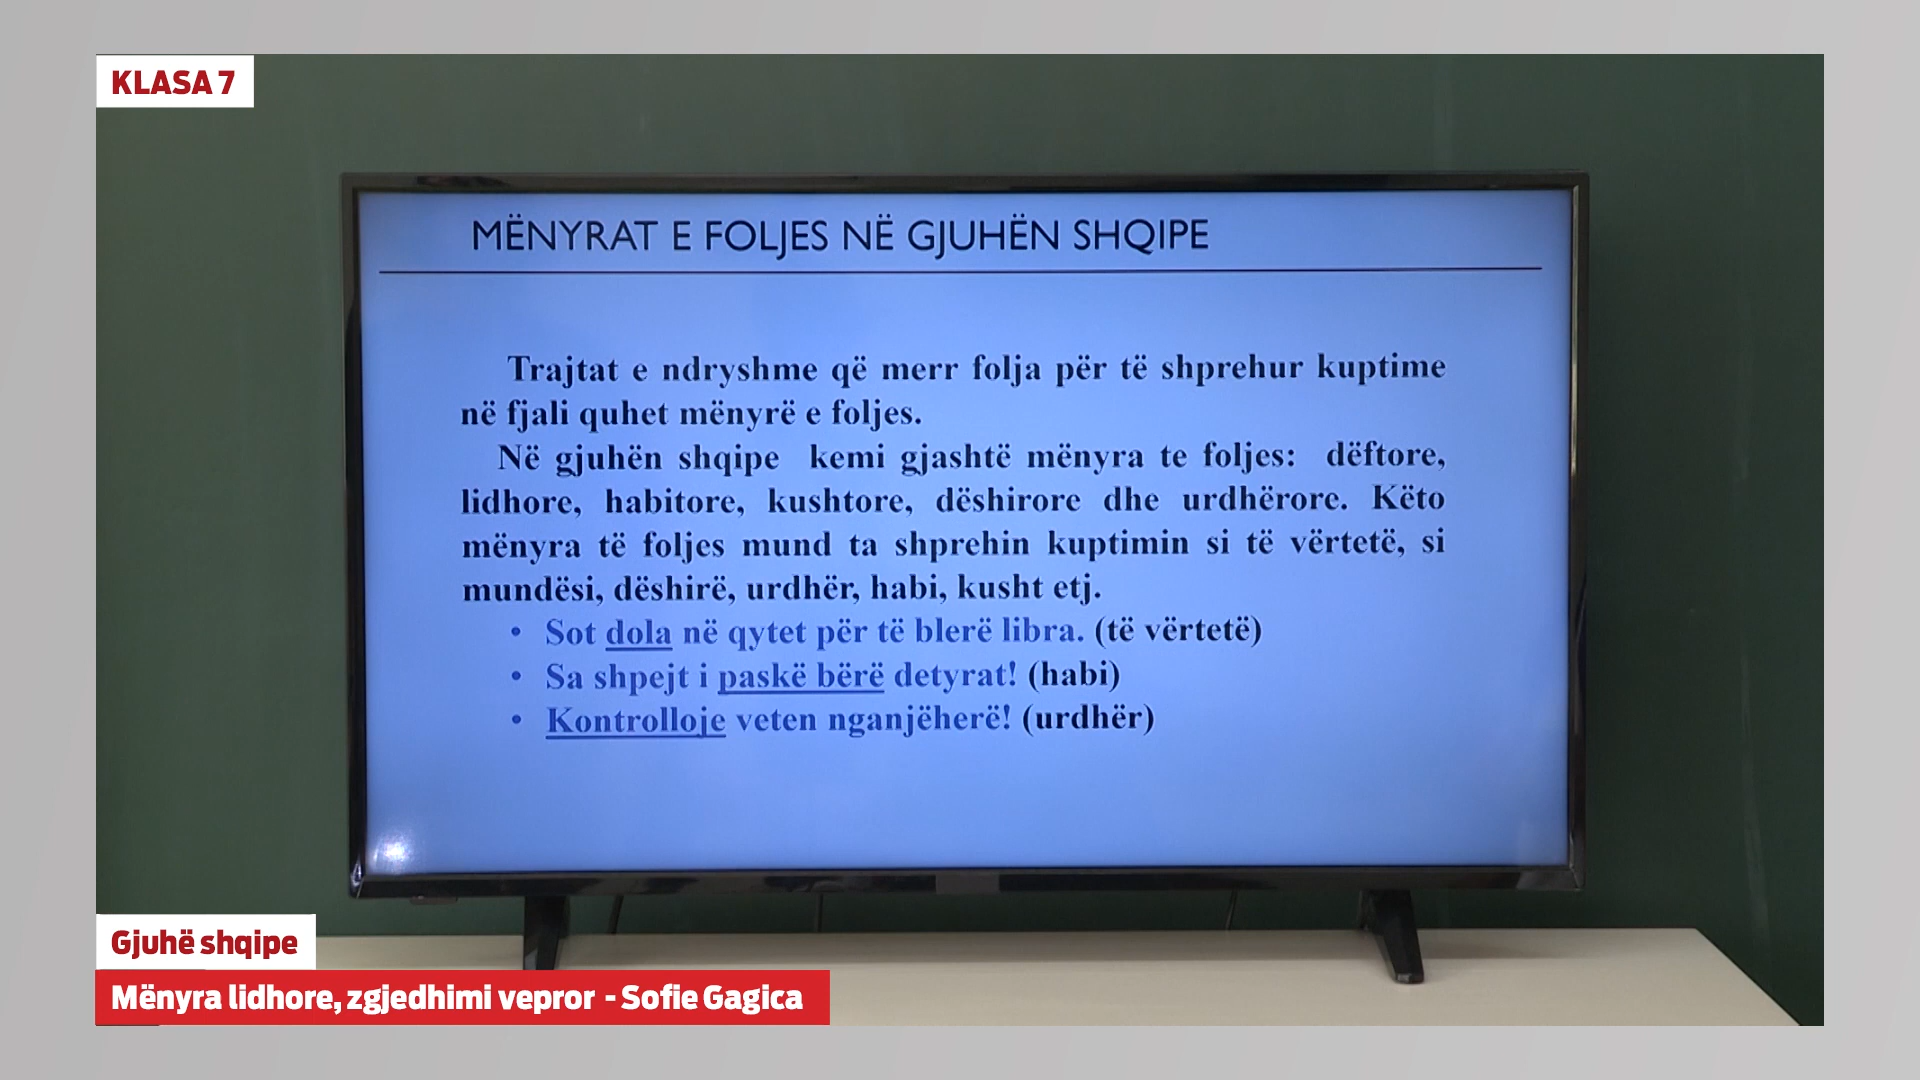 KLASA 7
MËNYRAT E FOLJES NË GJUHËN SHQIPE
Trajtat e ndryshme që merr folja për të shprehur kuptime
në fjali quhet mënyrë e foljes.
Në gjuhën shqipe kemi gjashtë mënyra te foljes: dëftore,
lidhore, habitore, kushtore, dëshirore dhe urdhërore. Këto
mënyra të foljes mund ta shprehin kuptimin si të vërtetë, si
mundësi, dëshirë, urdhër, habi, kusht etj.
• Sot dola në qytet për të blerë libra. (të vërtetë)
• Sa shpejt i paskë bërë detyrat! (habi)
• Kontrolloje veten nganjëherë! (urdhër)
Gjuhë shqipe
Mënyra lidhore, zgjedhimi vepror - Sofie Gagica